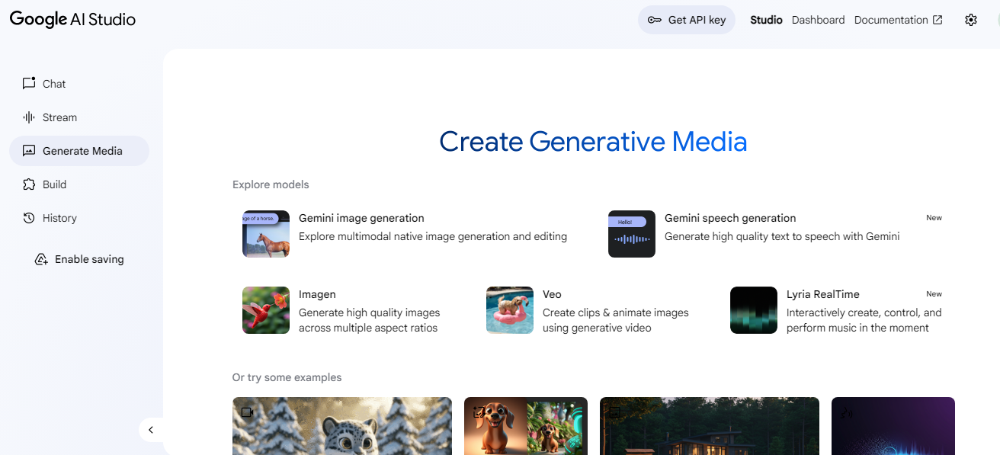 Google AI Studio
Get API key
Studio
Dashboard
Documentation
Chat
Stream
Generate Media
Build
History
Enable saving
Create Generative Media
Explore models
age of a horse.
Gemini image generation
Explore multimodal native image generation and editing
Hello!
Gemini speech generation
New
Generate high quality text to speech with Gemini
Imagen
Generate high quality images
across multiple aspect ratios
Veo
Create clips & animate images
using generative video
Lyria RealTime
New
Interactively create, control, and
perform music in the moment
Or try some examples